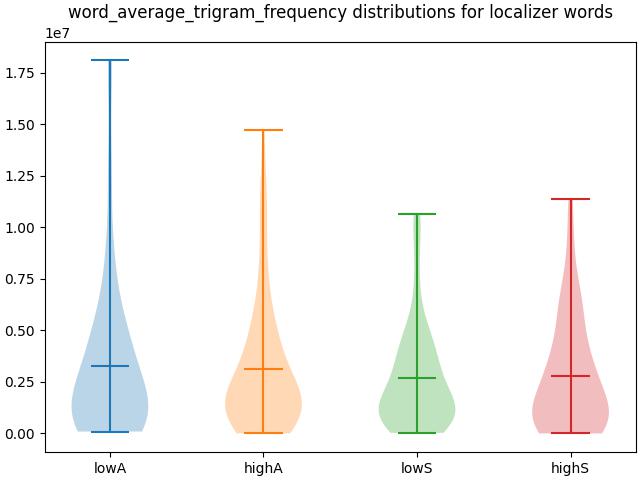 word_average_trigram_frequency distributions for localizer words
1e7
1.75
1.50
1.25
1.00
0.75
0.50
0.25
0.00
lowA highA lowS highS